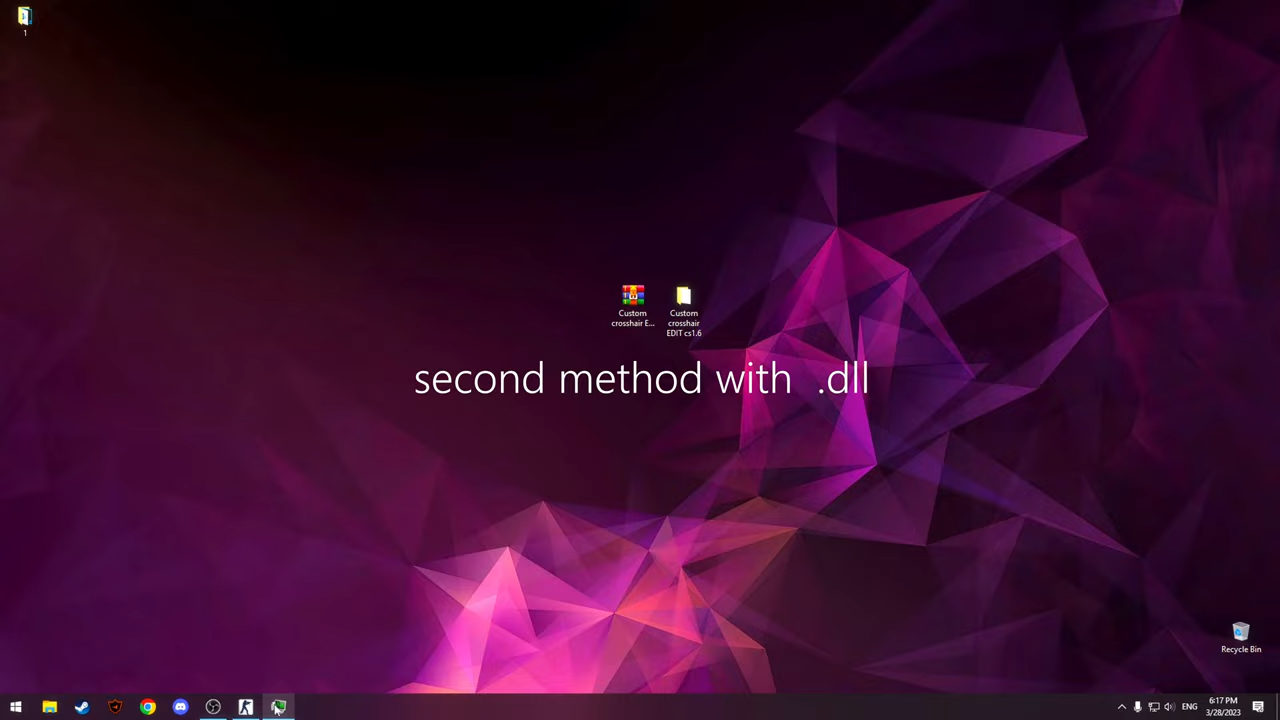 1
Custom
crosshair E...
Custom
crosshair
EDIT cs1.6
second method with .dll
Recycle Bin
ENG
6:17 PM
3/28/2023